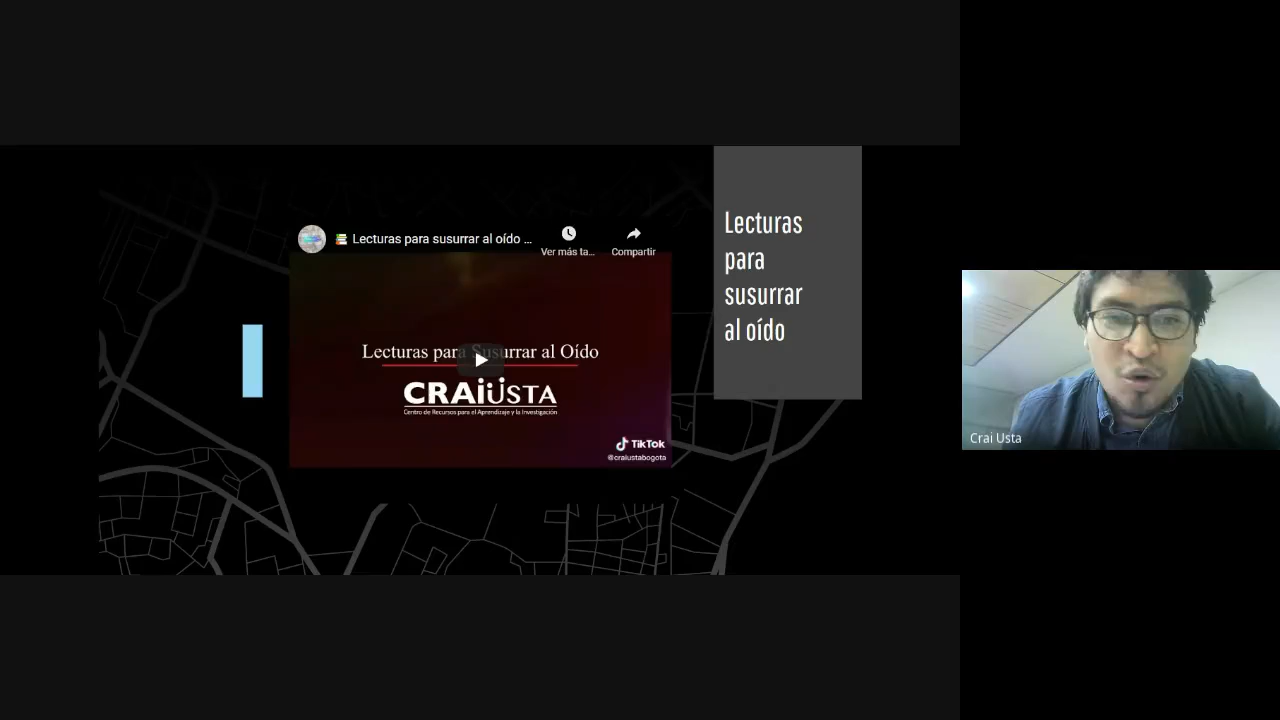 Lecturas para susurrar al oído ...
Ver más ta...
Compartir
Lecturas para Susurrar al Oído
CRAIUSTA
Centro de Recursos para el Aprendizaje y la Investigación
TikTok
@craiustabogota
Lecturas
para
susurrar
al oído
Crai Usta